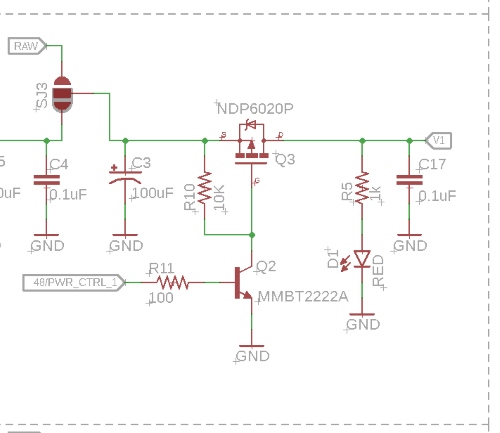 RAW
SJ3
NDP6020P
S
D
G
Q3
V1
5
0uF
C4
0.1uF
C3
100uF
R10
10K
R5
1k
C17
0.1uF
GND
GND
GND
48/PWR_CTRL_1
R11
100
Q2
MMBT2222A
D1
RED
GND
GND